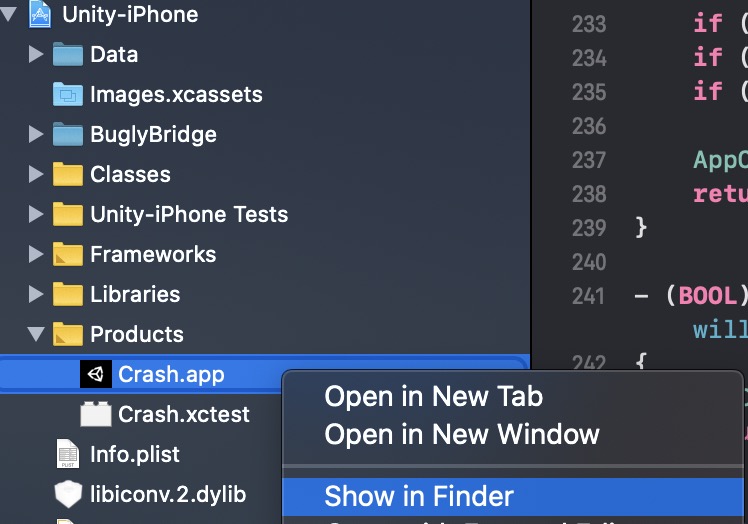 Unity-iPhone
Data
Images.xcassets
BuglyBridge
Classes
Unity-iPhone Tests
Frameworks
Libraries
Products
Crash.app
Crash.xctest
Info.plist
libiconv.2.dylib
Open in New Tab
Open in New Window
Show in Finder
233 if (
234 if (
235 if (
236
237 AppC
238 retu
239 }
240
241 - (BOOL)
will
242 {